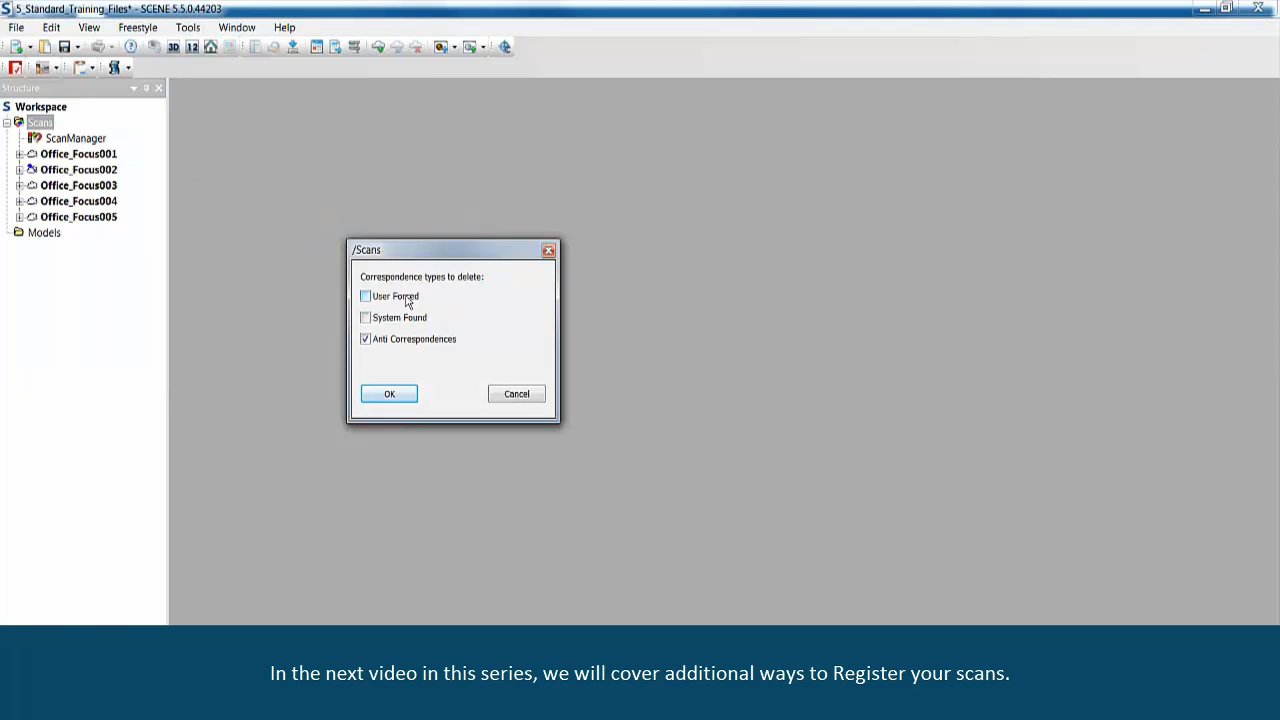 5_Standard_Training_Files* - SCENE 5.5.0.44203
File Edit View Freestyle Tools Window Help
3D 12
Structure
Workspace
Scans
ScanManager
Office_Focus001
Office_Focus002
Office_Focus003
Office_Focus004
Office_Focus005
Models
/Scans
Correspondence types to delete:
User Forced
System Found
Anti Correspondences
OK Cancel
In the next video in this series, we will cover additional ways to Register your scans.